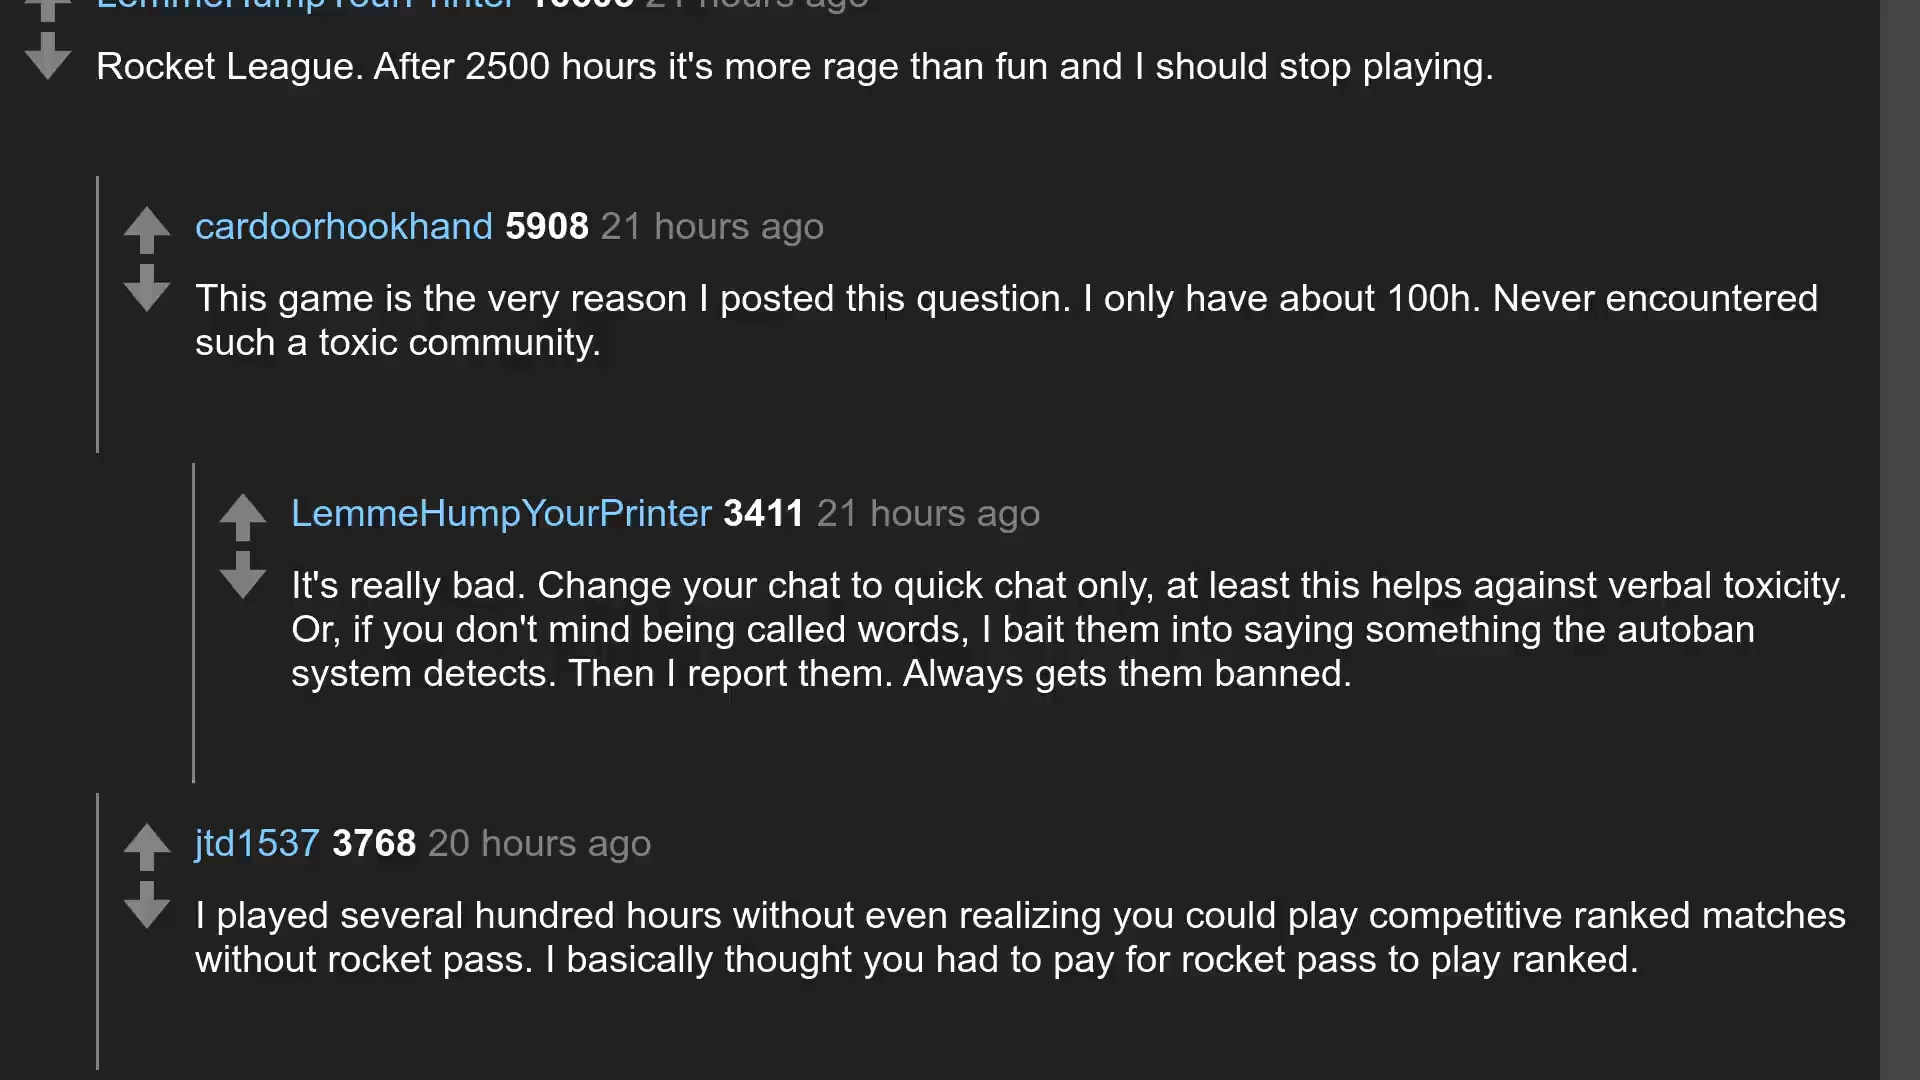 LemmeHumpYourPrinter 21 hours ago
Rocket League. After 2500 hours it's more rage than fun and I should stop playing.
cardoorhookhand 5908 21 hours ago
This game is the very reason I posted this question. I only have about 100h. Never encountered
such a toxic community.
LemmeHumpYourPrinter 3411 21 hours ago
It's really bad. Change your chat to quick chat only, at least this helps against verbal toxicity.
Or, if you don't mind being called words, I bait them into saying something the autoban
system detects. Then I report them. Always gets them banned.
jtd1537 3768 20 hours ago
I played several hundred hours without even realizing you could play competitive ranked matches
without rocket pass. I basically thought you had to pay for rocket pass to play ranked.